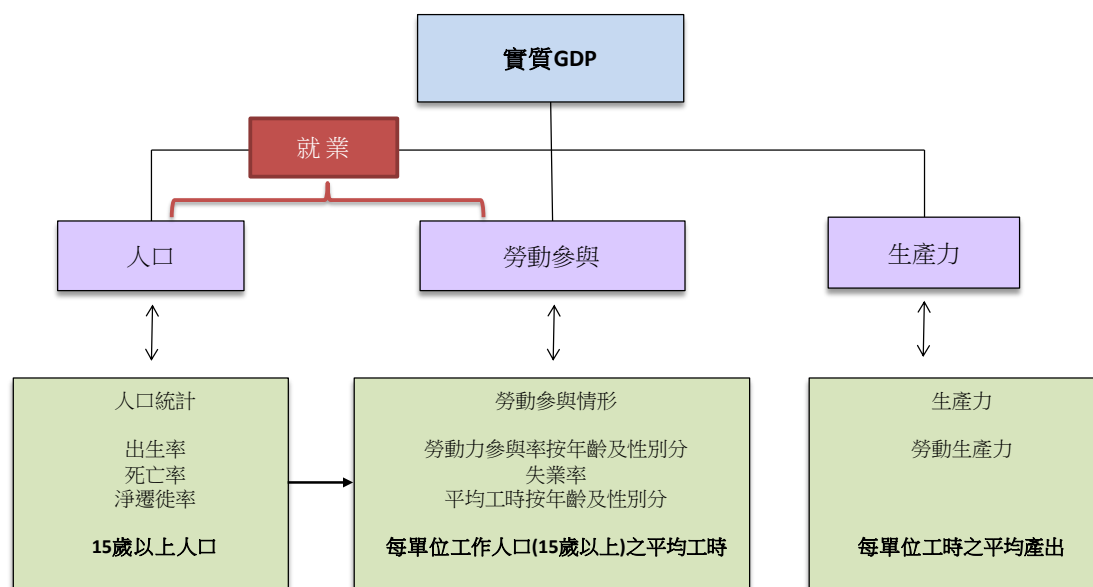 實質GDP
就 業
人口
勞動參與
生產力
人口統計
出生率
死亡率
淨遷徙率
15歲以上人口
勞動參與情形
勞動力參與率按年齡及性別分
失業率
平均工時按年齡及性別分
每單位工作人口(15歲以上)之平均工時
生產力
勞動生產力
每單位工時之平均產出